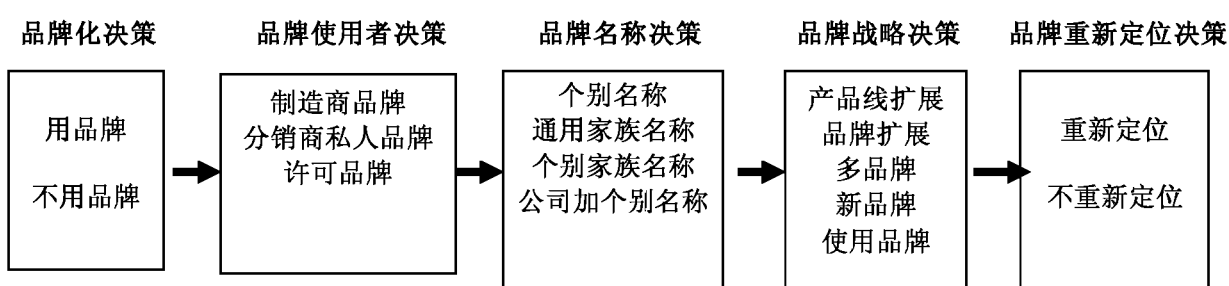 品牌化决策
品牌使用者决策
品牌名称决策
品牌战略决策
品牌重新定位决策
用品牌
不用品牌
制造商品牌
分销商私人品牌
许可品牌
个别名称
通用家族名称
个别家族名称
公司加个别名称
产品线扩展
品牌扩展
多品牌
新品牌
使用品牌
重新定位
不重新定位